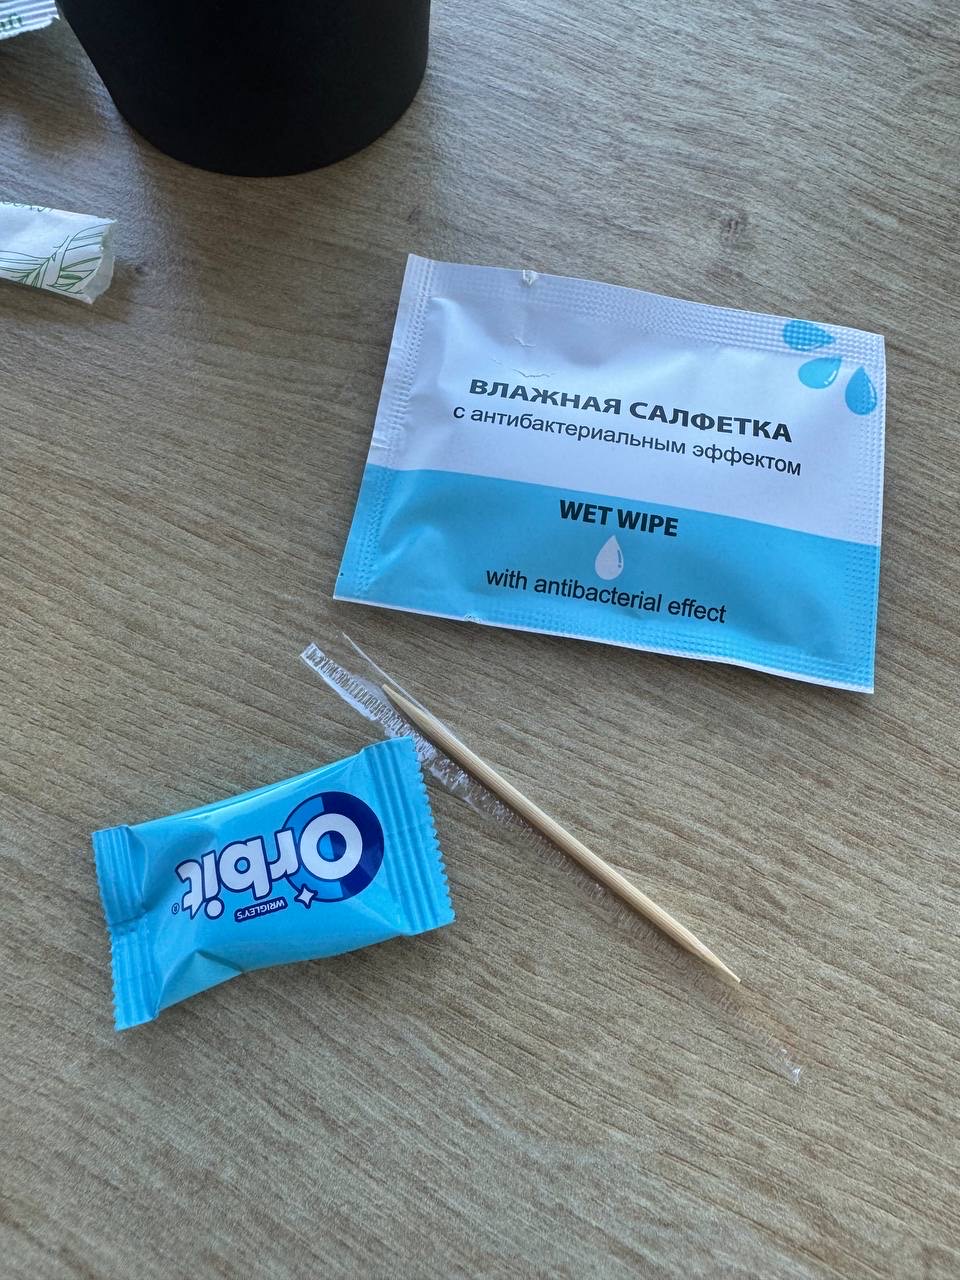 ВЛАЖНАЯ САЛФЕТКА
с антибактериальным эффектом
WET WIPE
with antibacterial effect
WRIGLEY'S
Orbit®